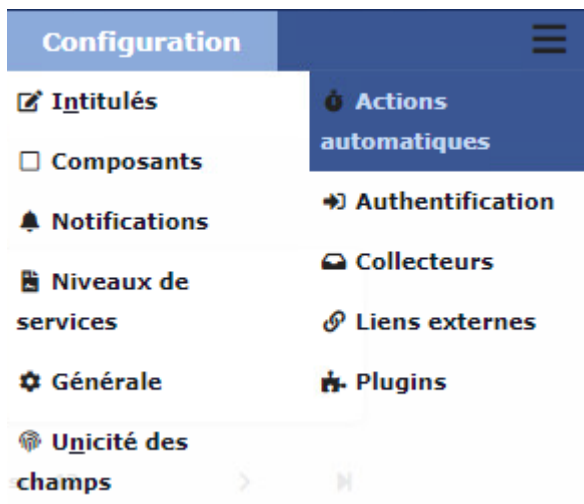 Configuration
Intitulés
Composants
Notifications
Niveaux de
services
Générale
Unicité des
champs
Actions
automatiques
Authentification
Collecteurs
Liens externes
Plugins